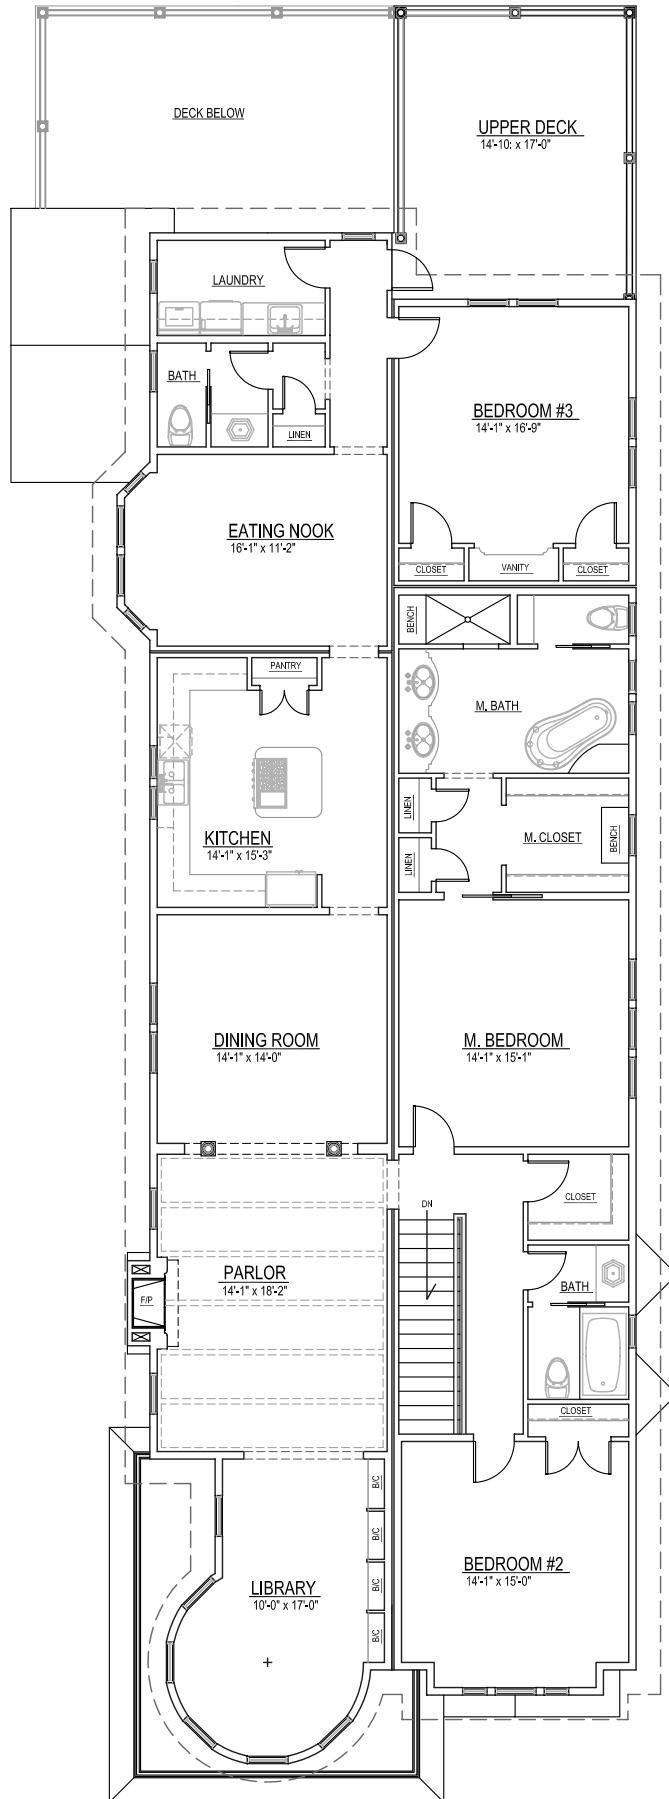 DECK BELOW
UPPER DECK
14'-10: x 17'-0"
LAUNDRY
BATH
LINEN
BEDROOM #3
14'-1" x 16'-9"
EATING NOOK
16'-1" x 11'-2"
CLOSET
VANITY
CLOSET
BENCH
PANTRY
M. BATH
KITCHEN
14'-1" x 15'-3"
LINEN
LINEN
M. CLOSET
BENCH
DINING ROOM
14'-1" x 14'-0"
M. BEDROOM
14'-1" x 15'-1"
DN
CLOSET
PARLOR
14'-1" x 18'-2"
F/P
BATH
CLOSET
B/C
B/C
B/C
B/C
LIBRARY
10'-0" x 17'-0"
BEDROOM #2
14'-1" x 15'-0"